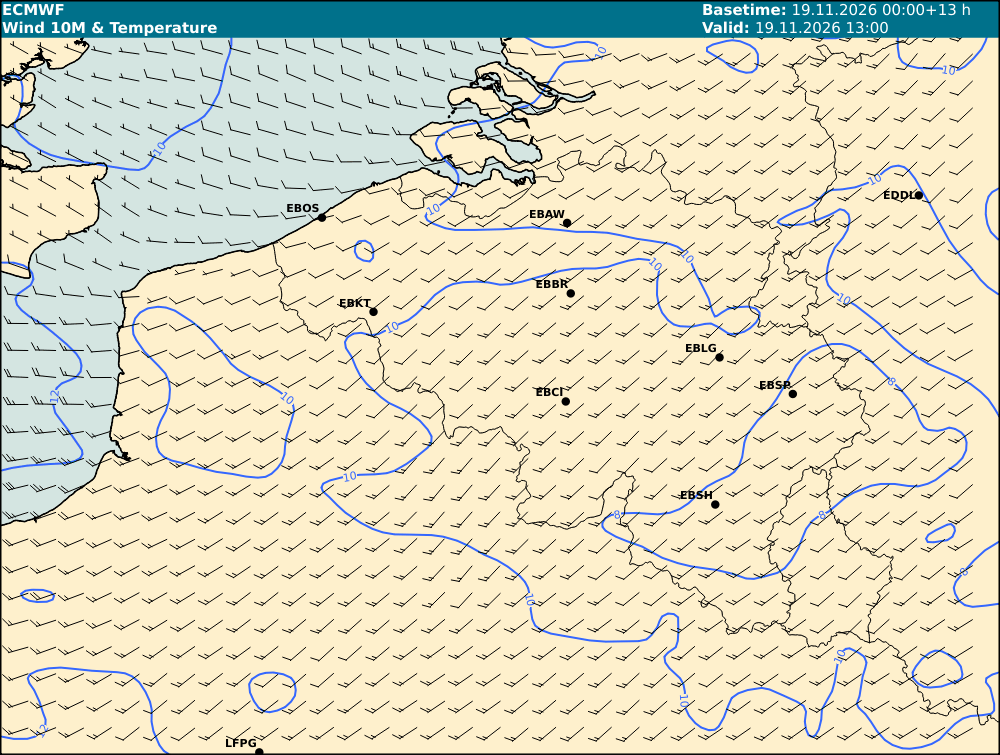 ECMWF
Basetime: 19.11.2026 00:00+13 h
Wind 10M & Temperature
Valid: 19.11.2026 13:00
10
10
10
10
EDDL
EBOS
10
EBAW
10
10
EBBR
10
EBKT
10
EBLG
8
EBSP
12
10
EBCI
10
EBSH
8
8
8
10
10
10
12
LFPG